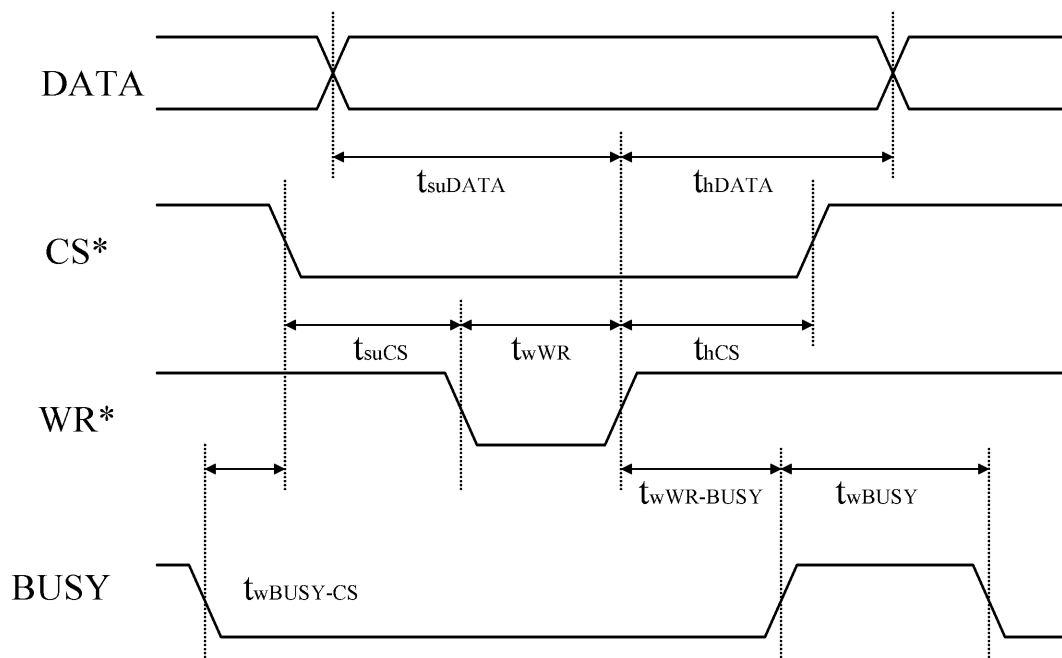 DATA
tsuDATA
thDATA
CS*
tsuCS
twWR
thCS
WR*
twWR-BUSY
twBUSY
BUSY
twBUSY-CS